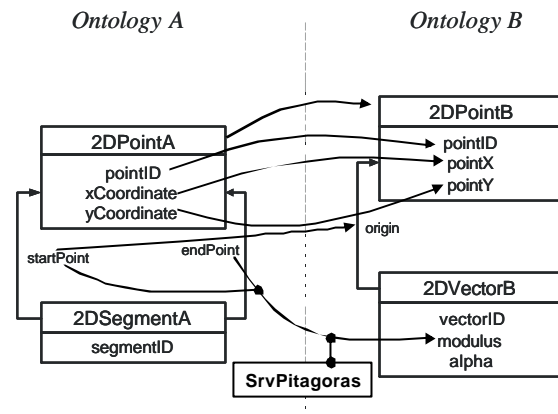 Ontology A
Ontology B
2DPointA
pointID
xCoordinate
yCoordinate
2DPointB
pointID
pointX
pointY
startPoint
endPoint
origin
2DSegmentA
segmentID
2DVectorB
vectorID
modulus
alpha
SrvPitagoras